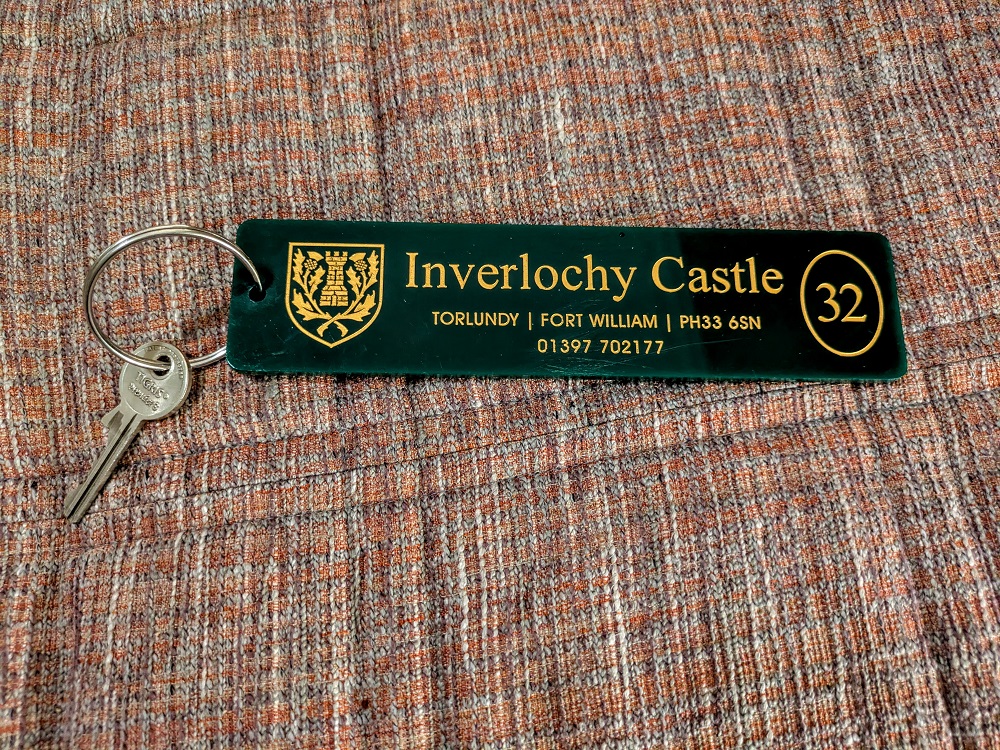 Inverlochy Castle
TORLUNDY | FORT WILLIAM | PH33 6SN
01397 702177
32